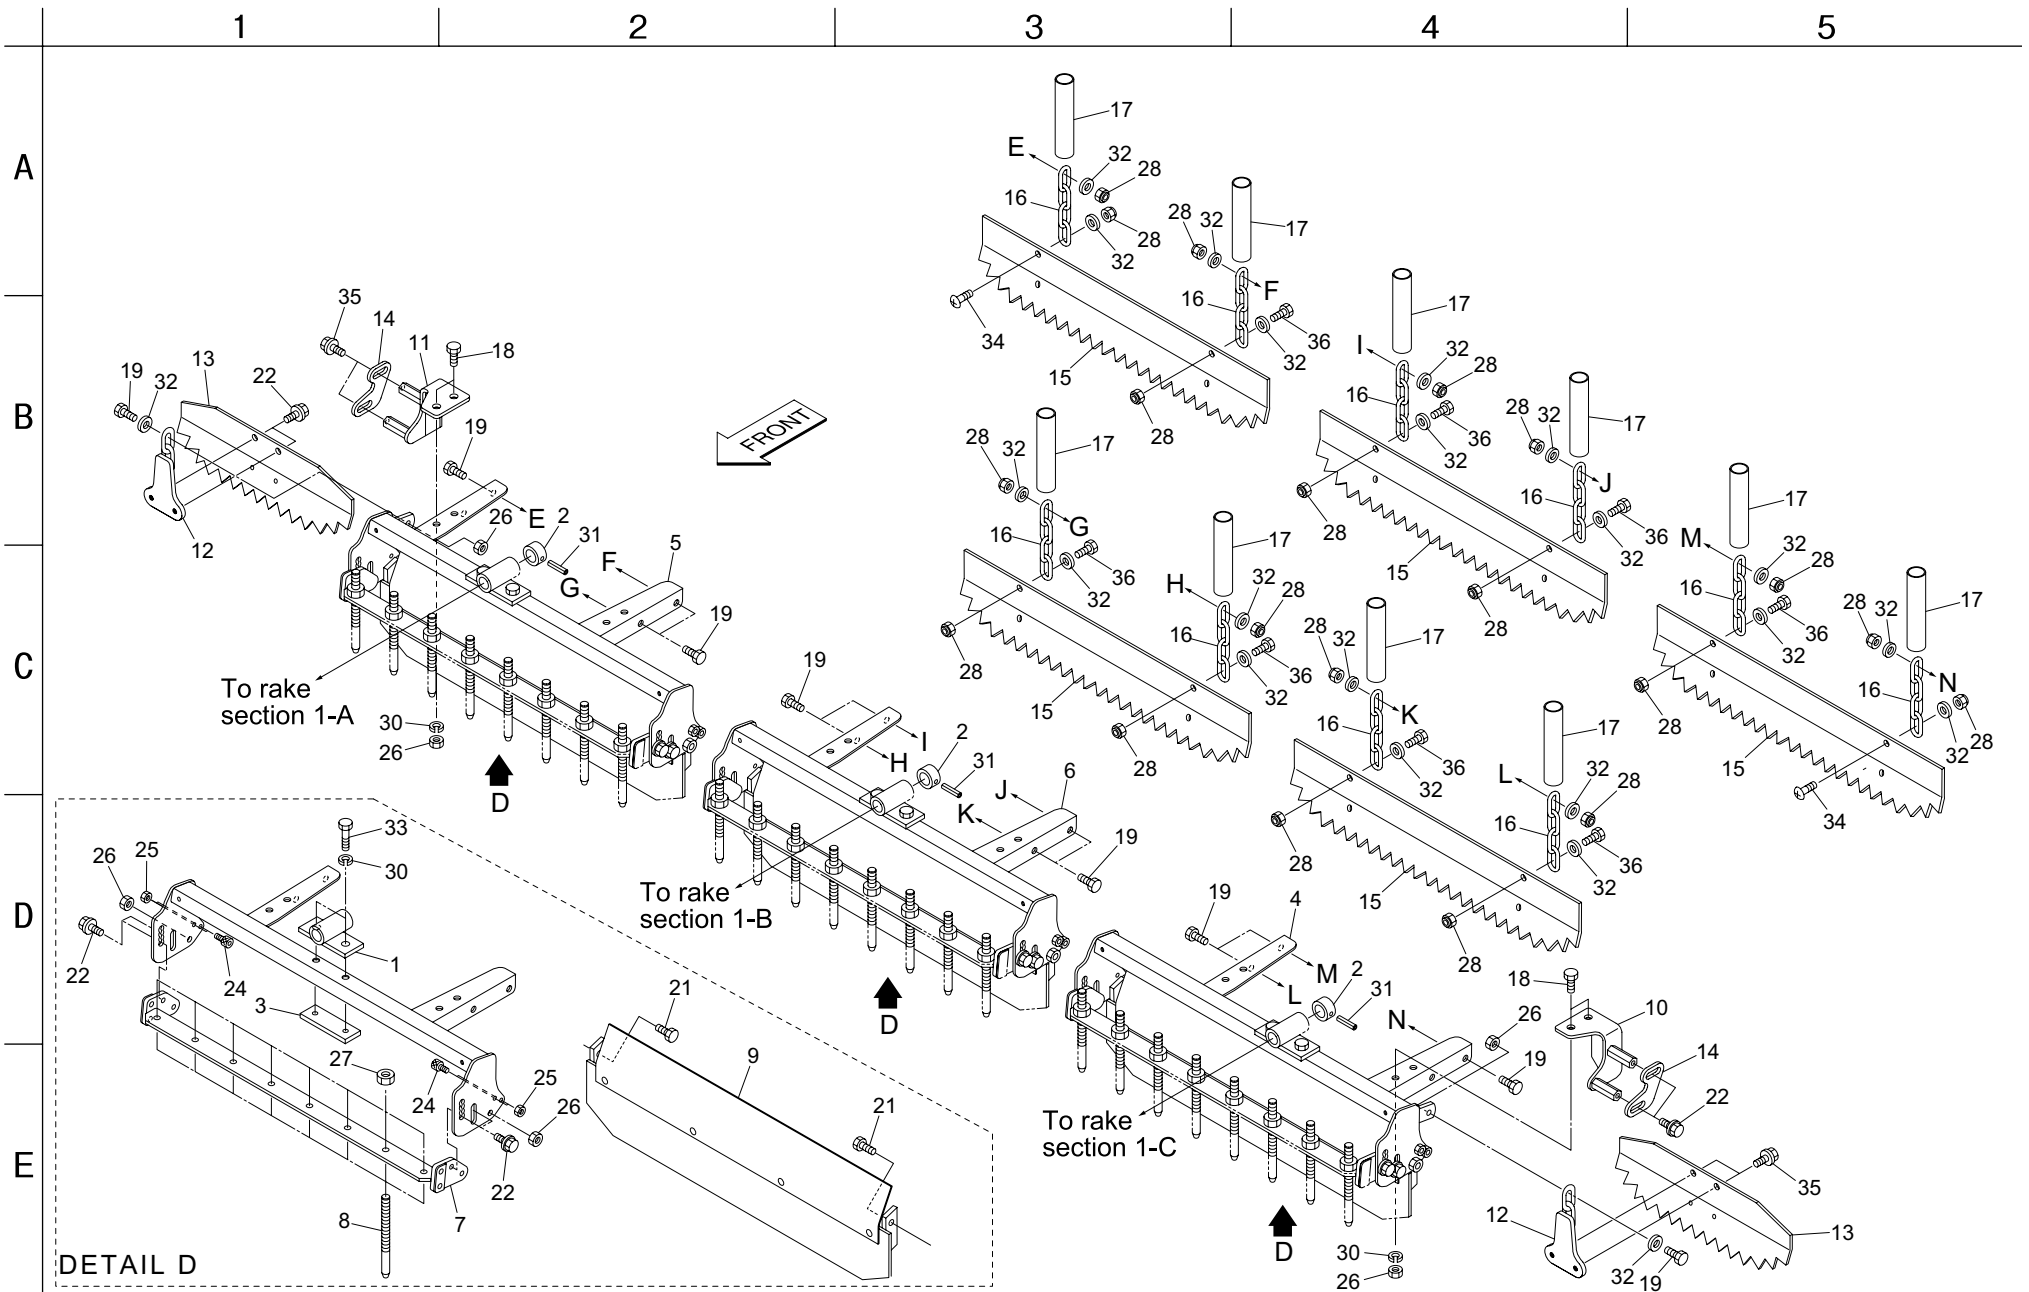 1 2 3 4 5
A
B
C
D
E
17
E 32 28
16
28 32
17
28 32
F
16
36
32
34
15
28
17
I 32 28
16
36
32
17
28 32
J
16
36
32
28
15
28
35 14 11 18
19 32 13 22
12
19
E
FRONT
26 2 31 5
F
G
19
To rake
section 1-A
30
26
D
28 32 17
G
16
36
32
28
15
28
17
H 32 28
16
36
32
17
28 32
K
16
36
32
28
15
28
17
L 32 28
16
36
32
17
M 32 28
16
36
32
28
15
17
28 32
N
16
32 28
34
19
I
H
2
31
J
K
6
19
To rake
section 1-B
D
19
4
M
L
2
31
N
26
19
To rake
section 1-C
D
30
26
18
10
14
22
35
12
13
32 19
33
30
26 25
22
24
1
3
27
24
25
26
22
8
7
21
9
21
DETAIL D